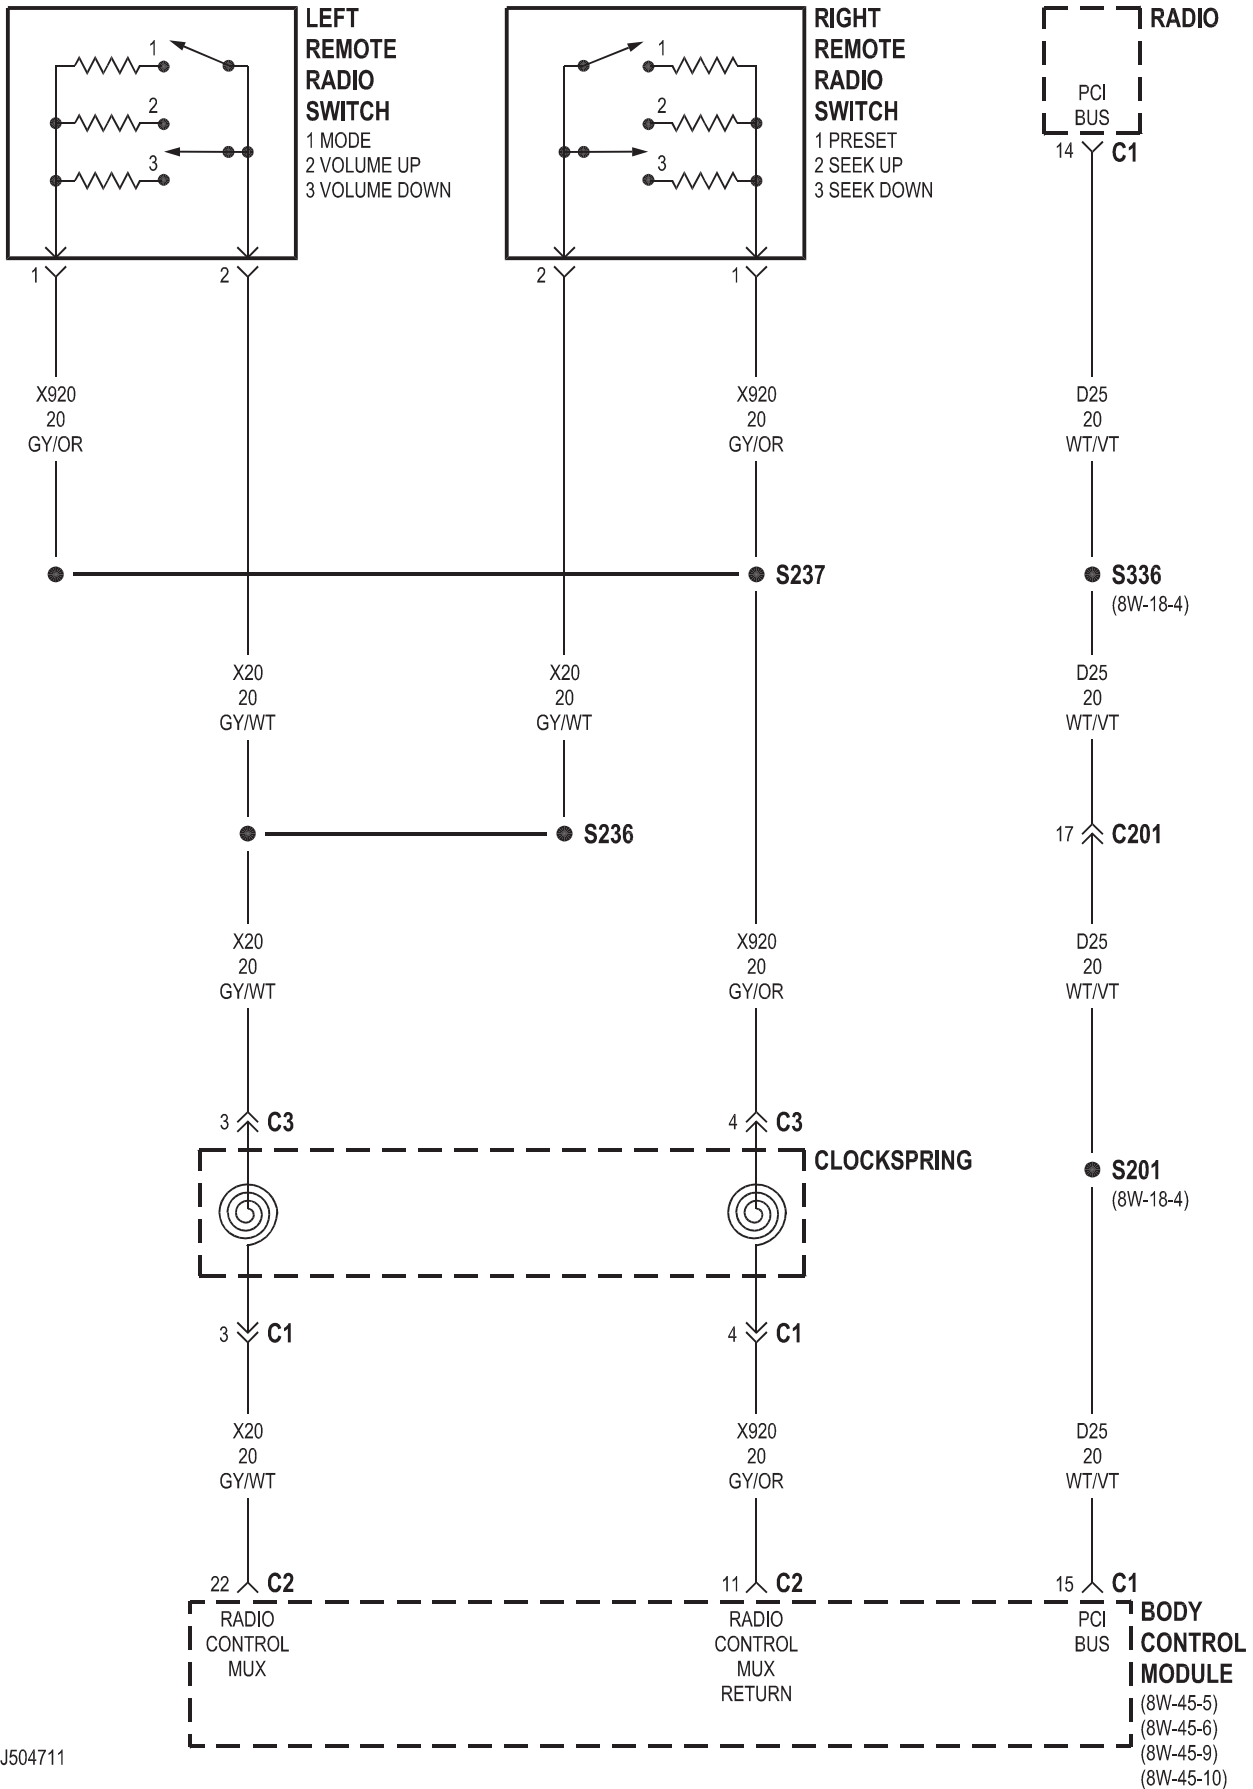 LEFT
REMOTE
RADIO
SWITCH
1 MODE
2 VOLUME UP
3 VOLUME DOWN
1
2
3
1
2
RIGHT
REMOTE
RADIO
SWITCH
1 PRESET
2 SEEK UP
3 SEEK DOWN
1
2
3
2
1
RADIO
PCI
BUS
14
C1
X920
20
GY/OR
X920
20
GY/OR
D25
20
WT/VT
S237
S336
(8W-18-4)
X20
20
GY/WT
X20
20
GY/WT
D25
20
WT/VT
S236
17
C201
X20
20
GY/WT
X920
20
GY/OR
D25
20
WT/VT
3
C3
4
C3
CLOCKSPRING
S201
(8W-18-4)
3
C1
4
C1
X20
20
GY/WT
X920
20
GY/OR
D25
20
WT/VT
22
C2
11
C2
15
C1
RADIO
CONTROL
MUX
RADIO
CONTROL
MUX
RETURN
PCI
BUS
BODY
CONTROL
MODULE
(8W-45-5)
(8W-45-6)
(8W-45-9)
(8W-45-10)
J504711